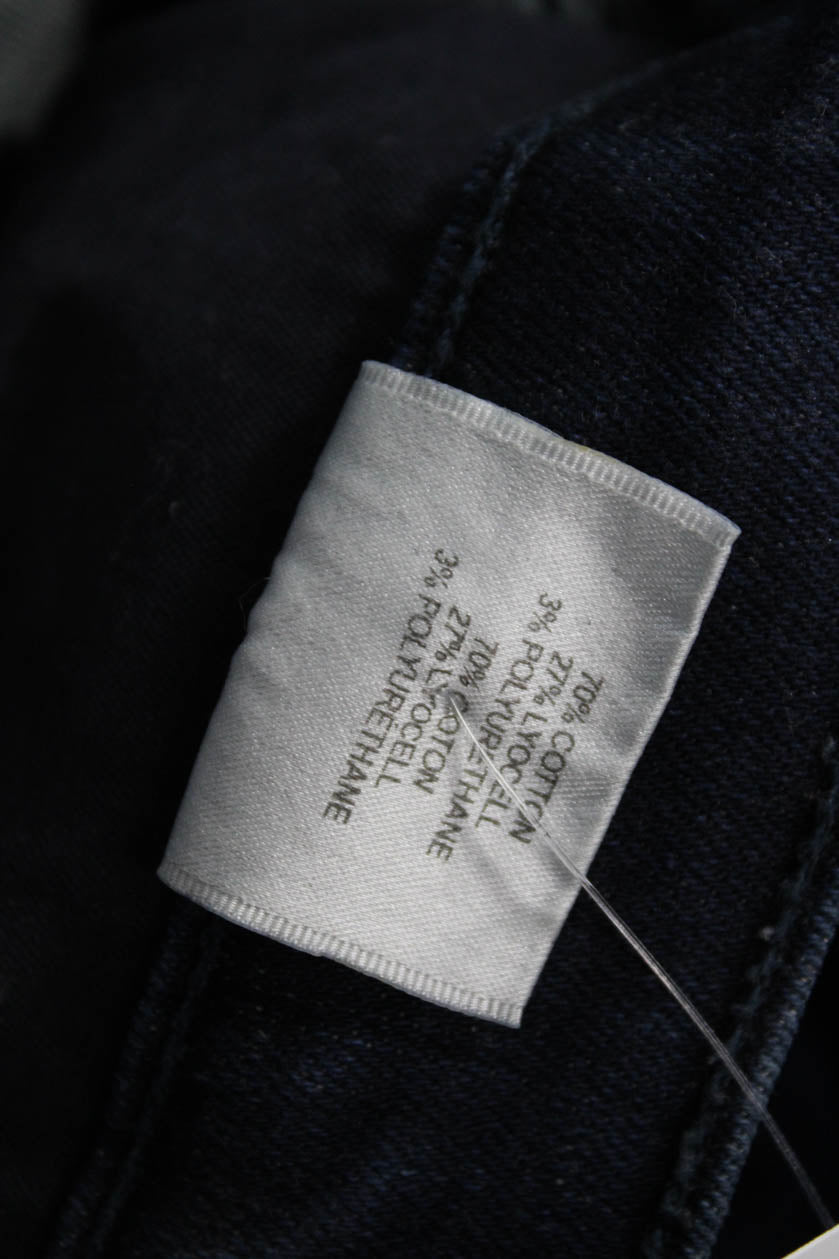 70% COTTON
27% LYOCELL
3% POLYURETHANE
70% COTTON
27% LYOCELL
3% POLYURETHANE